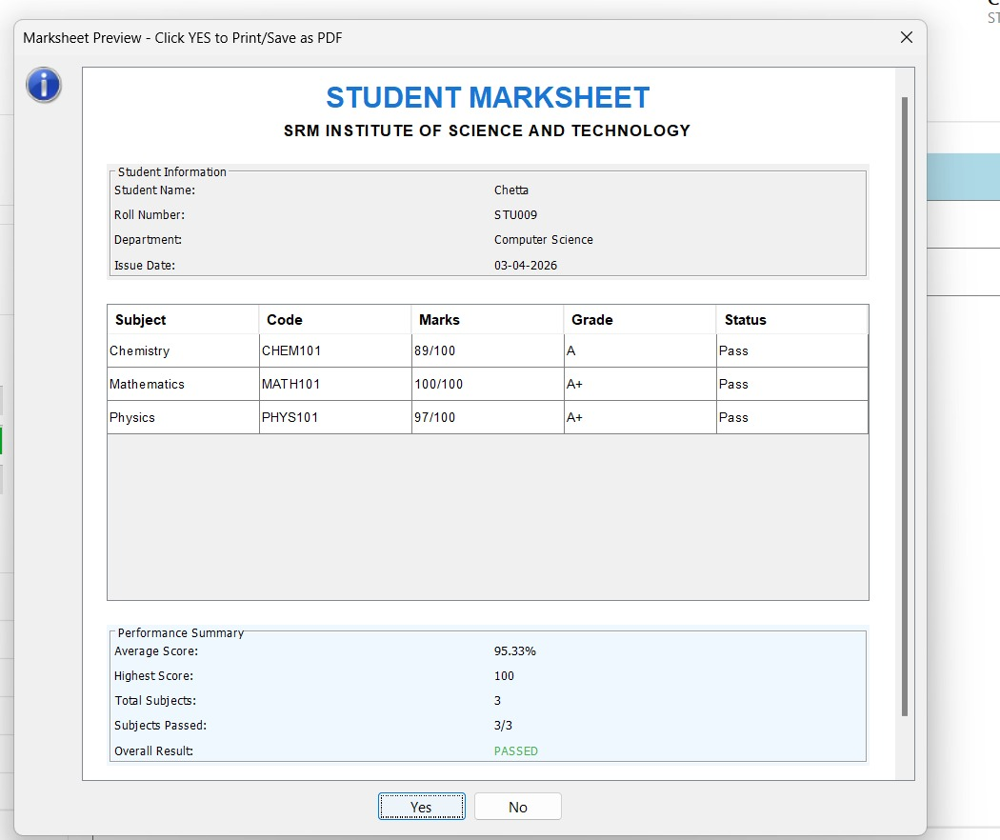 Marksheet Preview - Click YES to Print/Save as PDF
STUDENT MARKSHEET
SRM INSTITUTE OF SCIENCE AND TECHNOLOGY
Student Information
Student Name: Chetta
Roll Number: STU009
Department: Computer Science
Issue Date: 03-04-2026
Subject Code Marks Grade Status
Chemistry CHEM101 89/100 A Pass
Mathematics MATH101 100/100 A+ Pass
Physics PHYS101 97/100 A+ Pass
Performance Summary
Average Score: 95.33%
Highest Score: 100
Total Subjects: 3
Subjects Passed: 3/3
Overall Result: PASSED
Yes No